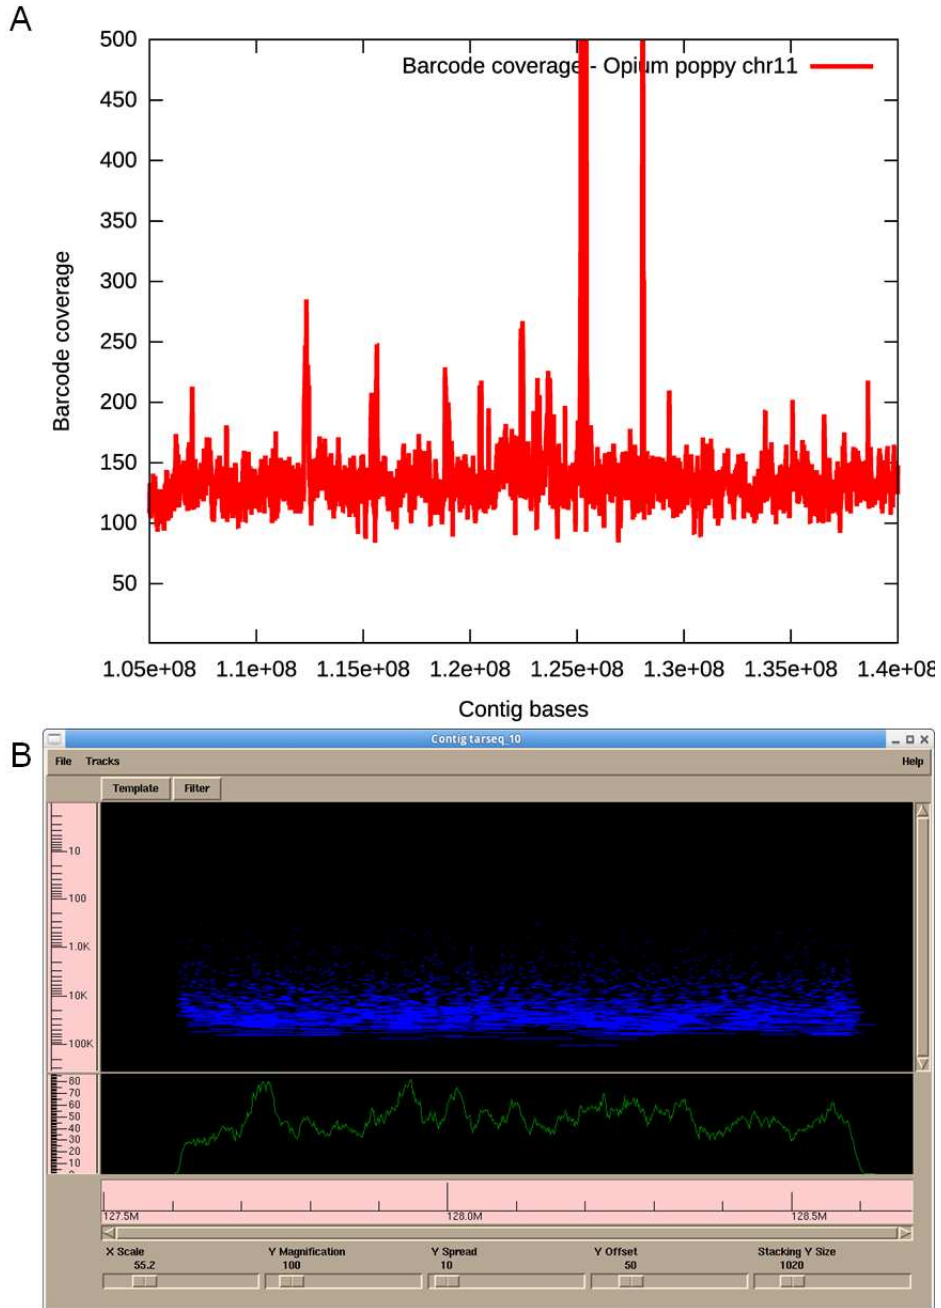 A
500
450
400
350
300
250
200
150
100
50
Barcode coverage
Barcode coverage - Opium poppy chr11
1.05e+08 1.1e+08 1.15e+08 1.2e+08 1.25e+08 1.3e+08 1.35e+08 1.4e+08
Contig bases
B
Contig tarseq_10
File Tracks Help
Template Filter
10
100
1.0K
10K
100K
80
70
60
50
40
30
20
10
127.5M 128.0M 128.5M
X Scale Y Magnification Y Spread Y Offset Stacking Y Size
55.2 100 10 50 1020